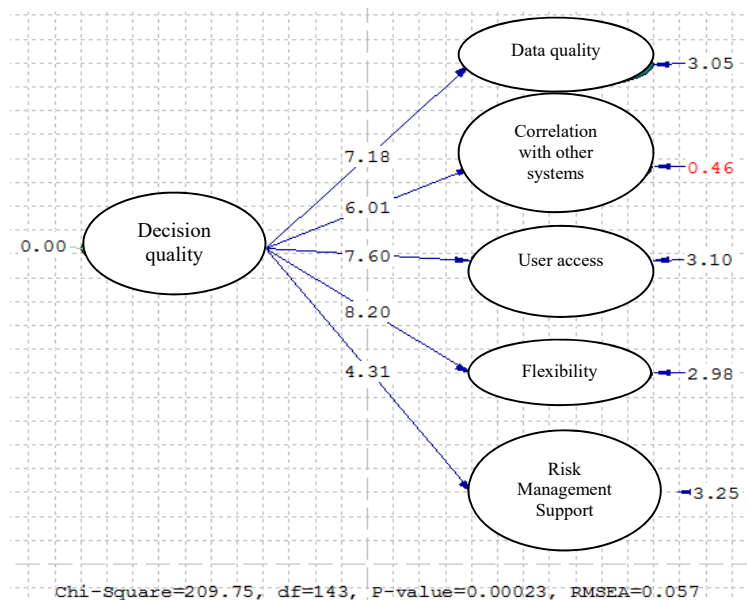 Data quality
3.05
Correlation
with other
systems
0.46
7.18
6.01
Decision
quality
0.00
7.60
User access
3.10
8.20
Flexibility
2.98
4.31
Risk
Management
Support
3.25
Chi-Square=209.75, df=143, P-value=0.00023, RMSEA=0.057